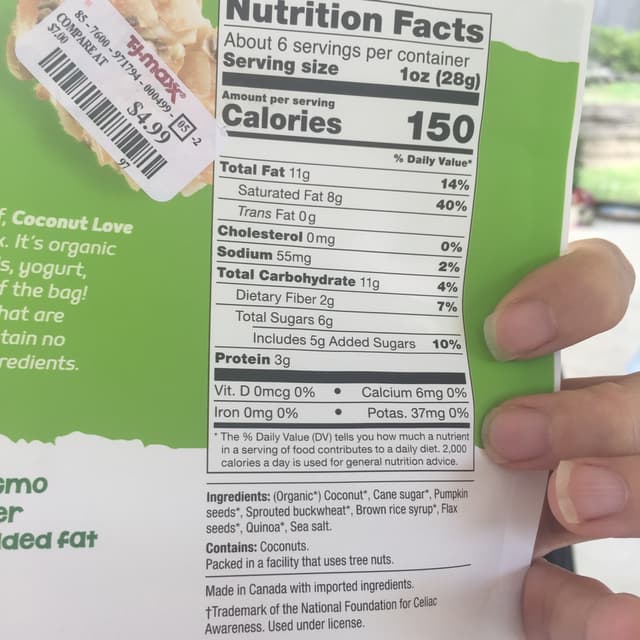 85-7600-971794-000499-05-2
T.J.maxx
COMPARE AT
$7.00
$4.99
97
Coconut Love
It's organic
yogurt,
the bag!
are
no
Nutrition Facts
About 6 servings per container
Serving size 1oz (28g)
Amount per serving
Calories 150
% Daily Value*
Total Fat 11g 14%
Saturated Fat 8g 40%
Trans Fat 0g
Cholesterol 0mg 0%
Sodium 55mg 2%
Total Carbohydrate 11g 4%
Dietary Fiber 2g 7%
Total Sugars 6g
Includes 5g Added Sugars 10%
Protein 3g
Vit. D 0mcg 0% • Calcium 6mg 0%
Iron 0mg 0% • Potas. 37mg 0%
* The % Daily Value (DV) tells you how much a nutrient
in a serving of food contributes to a daily diet. 2,000
calories a day is used for general nutrition advice.
Ingredients: (Organic*) Coconut*, Cane sugar*, Pumpkin
seeds*, Sprouted buckwheat*, Brown rice syrup*, Flax
seeds*, Quinoa*, Sea salt.
Contains: Coconuts.
Packed in a facility that uses tree nuts.
Made in Canada with imported ingredients.
†Trademark of the National Foundation for Celiac
Awareness. Used under license.
fat